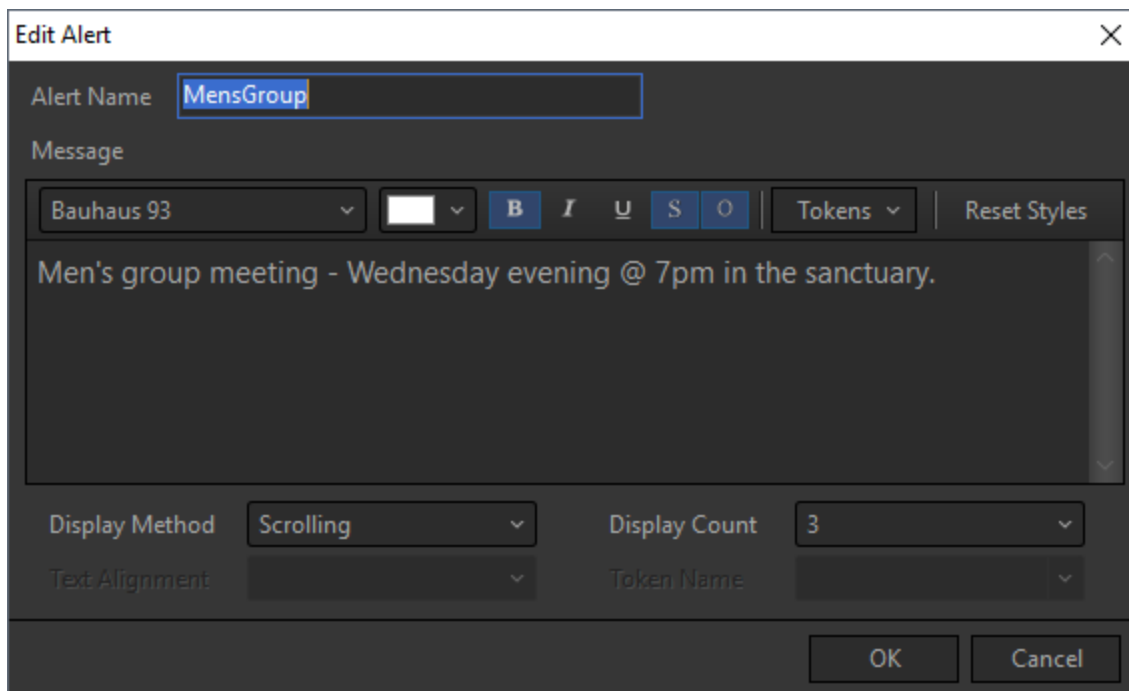 Edit Alert
Alert Name MensGroup
Message
Bauhaus 93 B I U S O Tokens Reset Styles
Men's group meeting - Wednesday evening @ 7pm in the sanctuary.
Display Method Scrolling Display Count 3
Text Alignment Token Name
OK Cancel